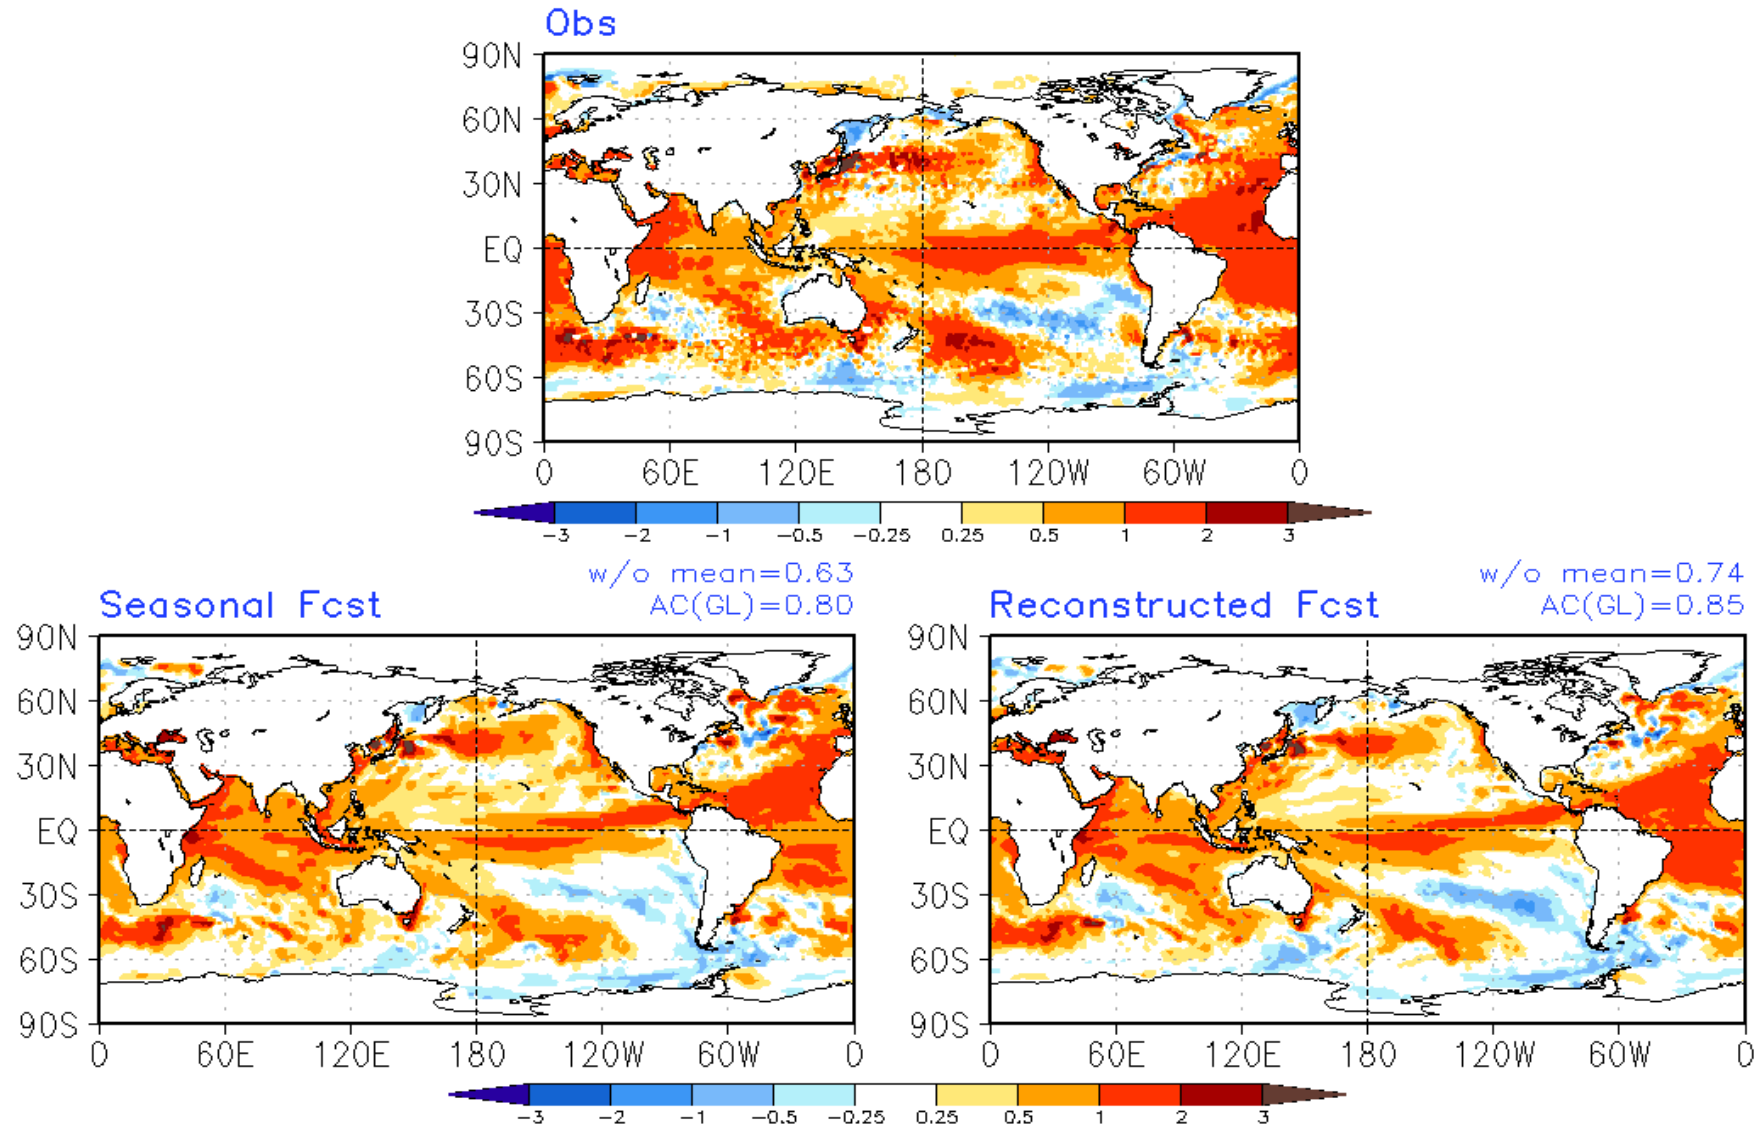 Obs
90N
60N
30N
EQ
30S
60S
90S
0 60E 120E 180 120W 60W 0
-3 -2 -1 -0.5 -0.25 0.25 0.5 1 2 3
w/o mean=0.63
Seasonal Fcst AC(GL)=0.80
90N
60N
30N
EQ
30S
60S
90S
0 60E 120E 180 120W 60W 0
w/o mean=0.74
Reconstructed Fcst AC(GL)=0.85
90N
60N
30N
EQ
30S
60S
90S
0 60E 120E 180 120W 60W 0
-3 -2 -1 -0.5 -0.25 0.25 0.5 1 2 3